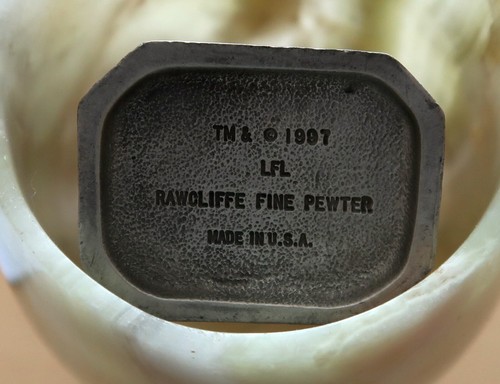 TM & © 1997
LFL
RAWCLIFFE FINE PEWTER
MADE IN U.S.A.